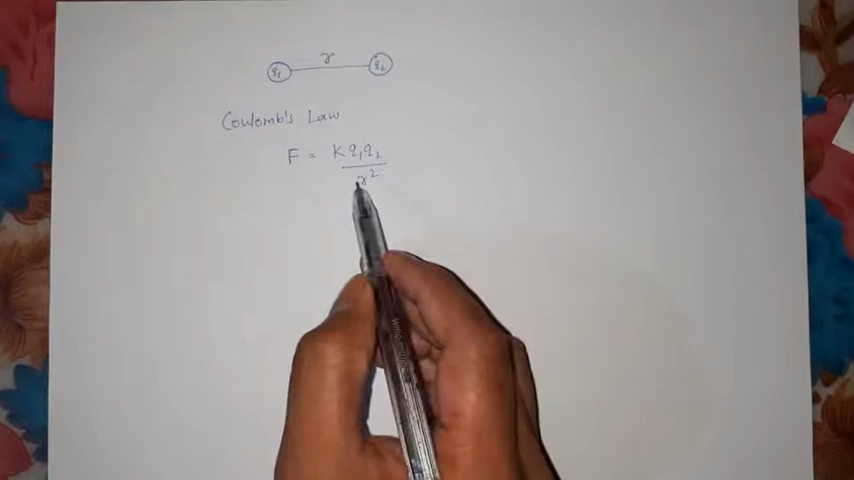 r
q₁ q₂
Coulomb's Law
F = Kq₁q₂
r²